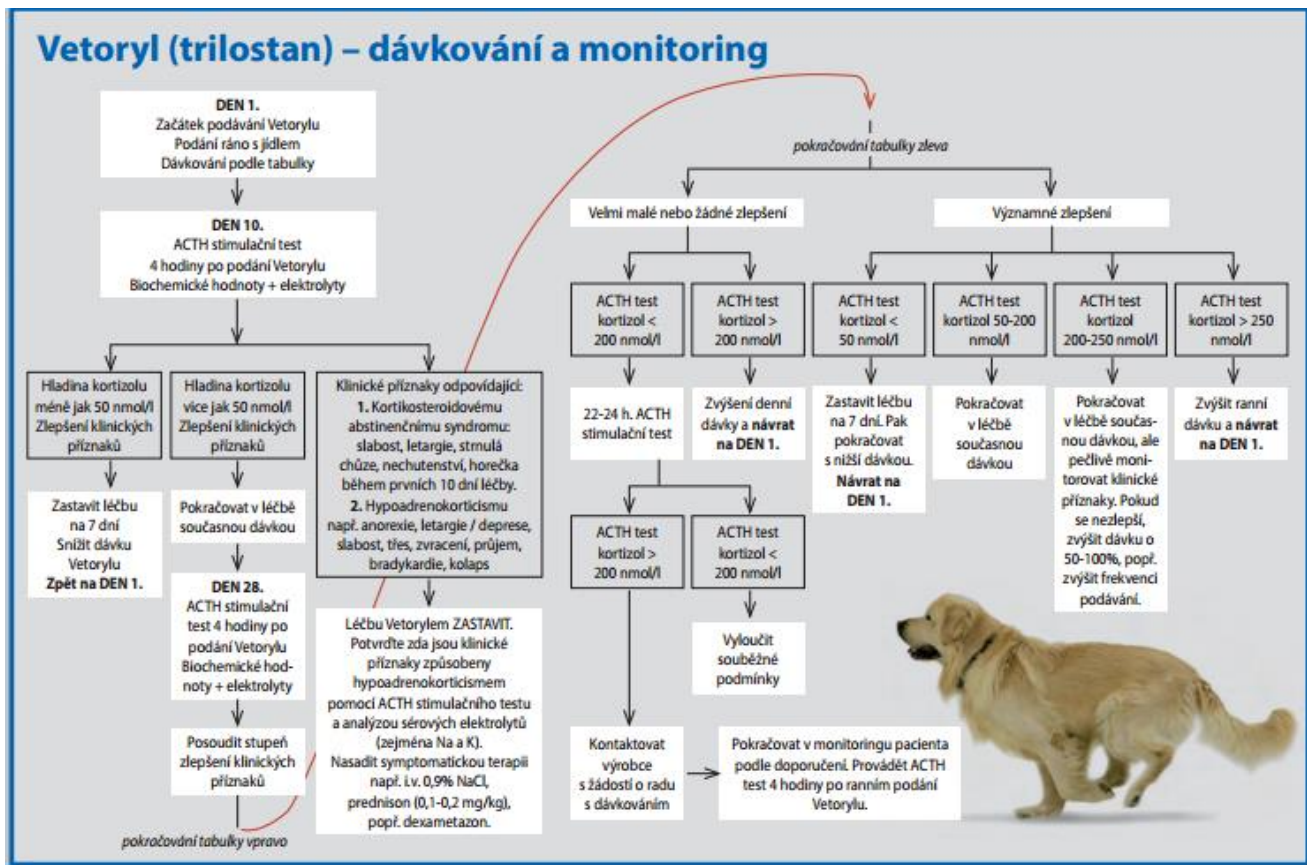 Vetoryl (trilostan) – dávkování a monitoring
DEN 1.
Začátek podávání Vetorylu
Podání ráno s jídlem
Dávkování podle tabulky
DEN 10.
ACTH stimulační test
4 hodiny po podání Vetorylu
Biochemické hodnoty + elektrolyty
Hladina kortizolu
méně jak 50 nmol/l
Zlepšení klinických
příznaků
Zastavit léčbu
na 7 dní
Snížit dávku
Vetorylu
Zpět na DEN 1.
Hladina kortizolu
vice jak 50 nmol/l
Zlepšení klinických
příznaků
Pokračovat v léčbě
současnou dávkou
DEN 28.
ACTH stimulační
test 4 hodiny po
podání Vetorylu
Biochemické hod-
noty + elektrolyty
Posoudit stupeň
zlepšení klinických
příznaků
pokračování tabulky vpravo
Klinické příznaky odpovídající:
1. Kortikosteroidovému
abstinenčnímu syndromu:
slabost, letargie, strnulá
chůze, nechutenství, horečka
během prvních 10 dní léčby.
2. Hypoadrenokorticismu
např. anorexie, letargie / deprese,
slabost, třes, zvracení, průjem,
bradykardie, kolaps
Léčbu Vetorylem ZASTAVIT.
Potvrďte zda jsou klinické
příznaky způsobeny
hypoadrenokorticismem
pomocí ACTH stimulačního testu
a analýzou sérových elektrolytů
(zejména Na a K).
Nasadit symptomatickou terapii
např. i.v. 0,9% NaCl,
prednison (0,1-0,2 mg/kg),
popř. dexametazon.
pokračování tabulky zleva
Velmi malé nebo žádné zlepšení
ACTH test
kortizol <
200 nmol/l
22-24 h. ACTH
stimulační test
ACTH test
kortizol >
200 nmol/l
Kontaktovat
výrobce
s žádostí o radu
s dávkováním
Pokračovat v monitoringu pacienta
podle doporučení. Provádět ACTH
test 4 hodiny po ranním podání
Vetorylu.
ACTH test
kortizol <
200 nmol/l
Vyloučit
souběžné
podmínky
ACTH test
kortizol >
200 nmol/l
Zvýšení denní
dávky a návrat
na DEN 1.
Významné zlepšení
ACTH test
kortizol <
50 nmol/l
Zastavit léčbu
na 7 dní. Pak
pokračovat
s nižší dávkou.
Návrat na
DEN 1.
ACTH test
kortizol 50-200
nmol/l
Pokračovat
v léčbě
současnou
dávkou
ACTH test
kortizol
200-250 nmol/l
Pokračovat
v léčbě součas-
nou dávkou, ale
pečlivě moni-
torovat klinické
příznaky. Pokud
se nezlepší,
zvýšit dávku o
50-100%, popř.
zvýšit frekvenci
podávání.
ACTH test
kortizol > 250
nmol/l
Zvýšit ranní
dávku a návrat
na DEN 1.